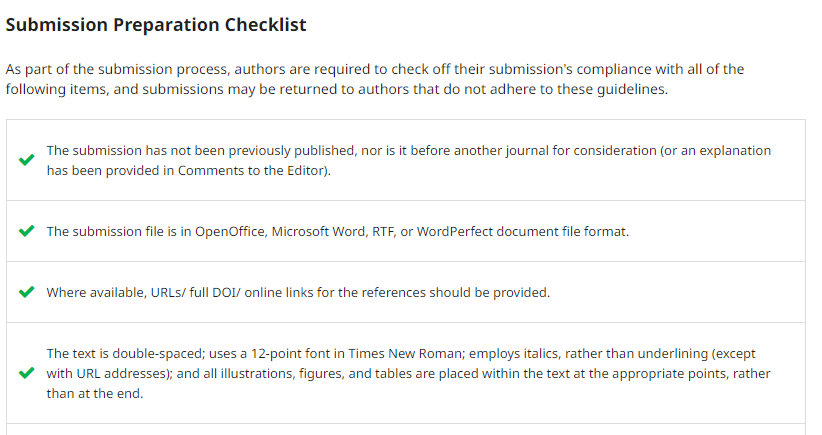 Submission Preparation Checklist
As part of the submission process, authors are required to check off their submission's compliance with all of the
following items, and submissions may be returned to authors that do not adhere to these guidelines.
The submission has not been previously published, nor is it before another journal for consideration (or an explanation
has been provided in Comments to the Editor).
The submission file is in OpenOffice, Microsoft Word, RTF, or WordPerfect document file format.
Where available, URLs/ full DOI/ online links for the references should be provided.
The text is double-spaced; uses a 12-point font in Times New Roman; employs italics, rather than underlining (except
with URL addresses); and all illustrations, figures, and tables are placed within the text at the appropriate points, rather
than at the end.